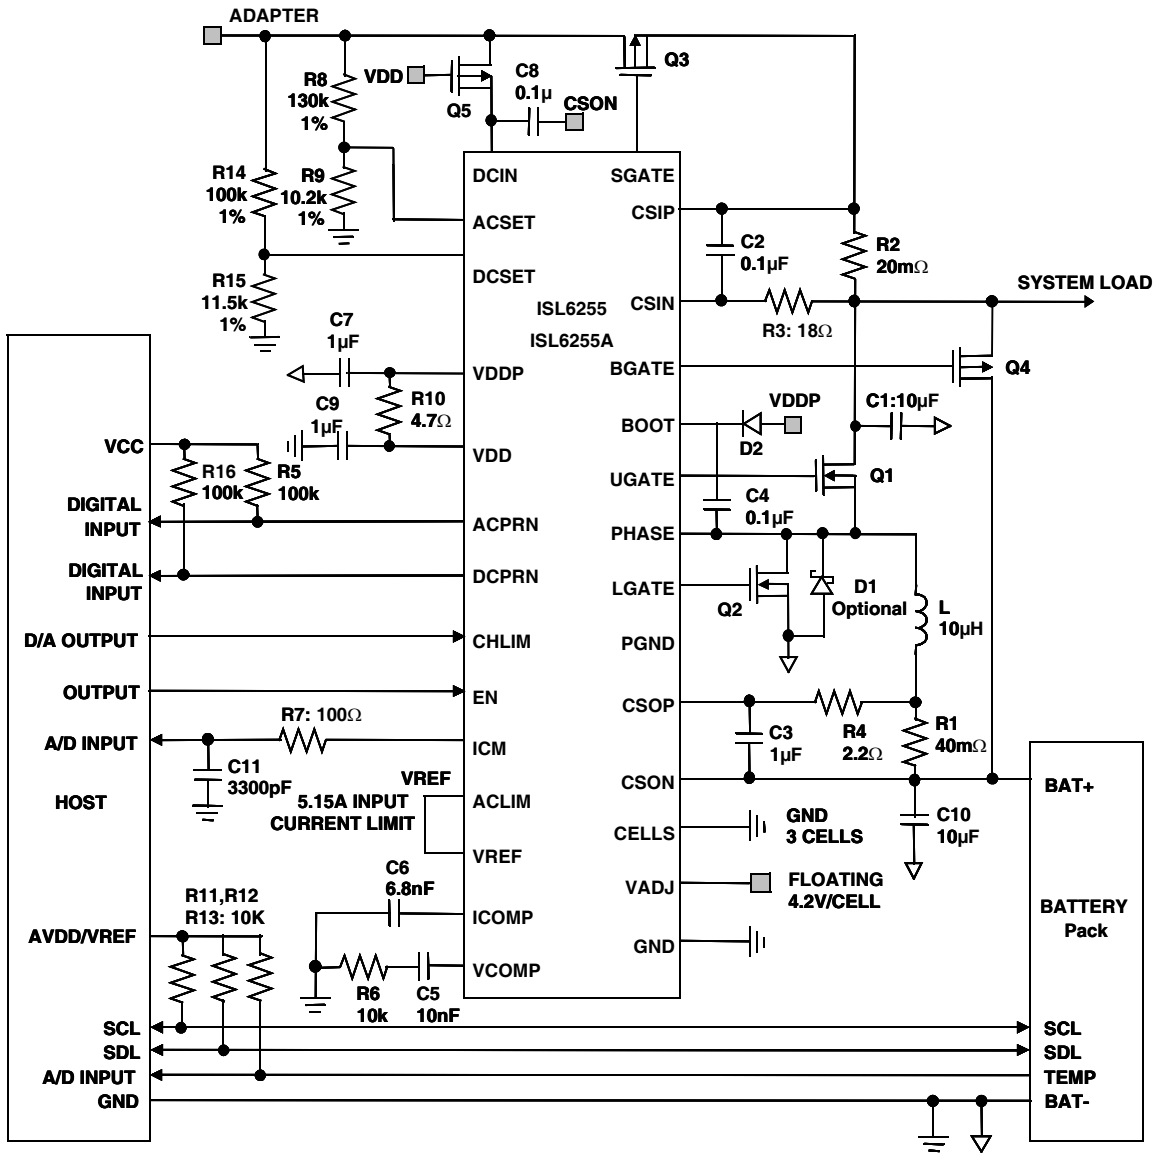 ADAPTER
R8
130k
1%
VDD
Q5
C8
0.1µ
CSON
Q3
R14
100k
1%
R9
10.2k
1%
R15
11.5k
1%
DCIN
ACSET
DCSET
SGATE
CSIP
CSIN
ISL6255
ISL6255A
C2
0.1µF
R2
20mΩ
R3: 18Ω
SYSTEM LOAD
C7
1µF
VDDP
R10
4.7Ω
C9
1µF
VDD
BGATE
Q4
BOOT
VDDP
D2
C1:10µF
UGATE
Q1
C4
0.1µF
PHASE
LGATE
Q2
D1
Optional
L
10µH
PGND
VCC
R16
100k
R5
100k
DIGITAL
INPUT
ACPRN
DIGITAL
INPUT
DCPRN
D/A OUTPUT
CHLIM
OUTPUT
EN
A/D INPUT
R7: 100Ω
ICM
C11
3300pF
HOST
VREF
5.15A INPUT
CURRENT LIMIT
ACLIM
VREF
CSOP
R4
2.2Ω
C3
1µF
R1
40mΩ
CSON
BAT+
C10
10µF
CELLS
GND
3 CELLS
VADJ
FLOATING
4.2V/CELL
GND
C6
6.8nF
ICOMP
VCOMP
R6
10k
C5
10nF
R11,R12
R13: 10K
AVDD/VREF
BATTERY
Pack
SCL
SDL
A/D INPUT
GND
SCL
SDL
TEMP
BAT-